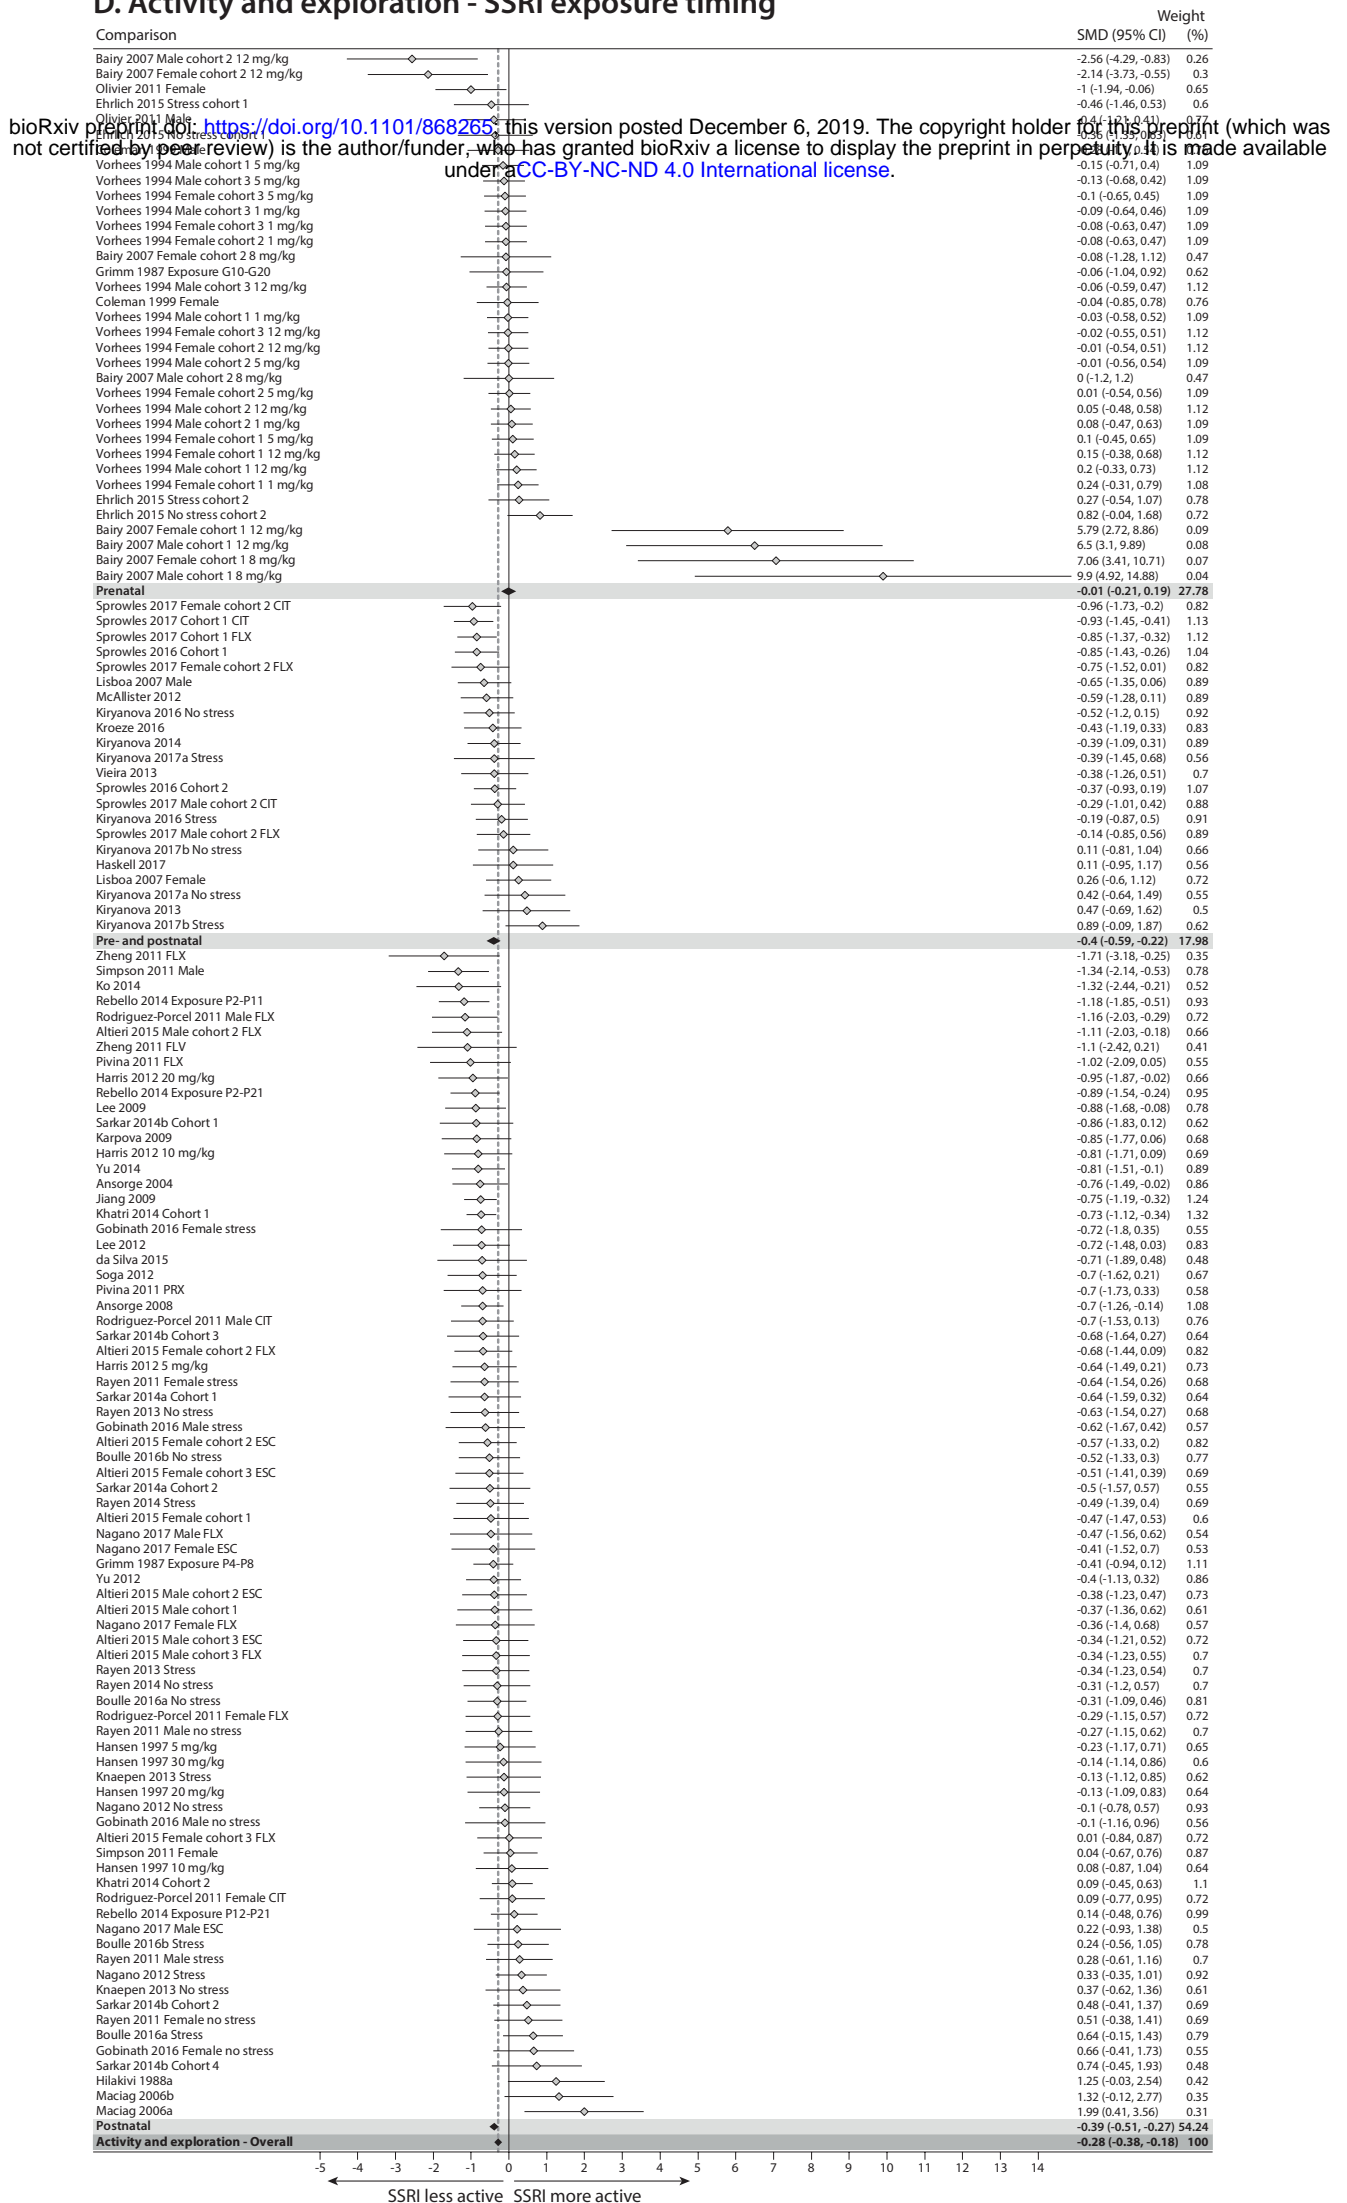 D. Activity and exploration - SSRI exposure timing
Weight
Comparison SMD (95% CI) (%)
Bairy 2007 Male cohort 2 12 mg/kg -2.56 (-4.29, -0.83) 0.26
Bairy 2007 Female cohort 2 12 mg/kg -2.14 (-3.73, -0.55) 0.3
Olivier 2011 Female -1 (-1.94, -0.06) 0.65
Ehrlich 2015 Stress cohort 1 -0.46 (-1.46, 0.53) 0.6
Olivier 2011 Male
bioRxiv preprint doi: https://doi.org/10.1101/868265; this version posted December 6, 2019. The copyright holder for this preprint (which was
Ehrlich 2015 No stress cohort 1
not certified by peer review) is the author/funder, who has granted bioRxiv a license to display the preprint in perpetuity. It is made available
Coleman 1999 Male
under aCC-BY-NC-ND 4.0 International license.
Vorhees 1994 Male cohort 1 5 mg/kg -0.15 (-0.71, 0.4) 1.09
Vorhees 1994 Male cohort 3 5 mg/kg -0.13 (-0.68, 0.42) 1.09
Vorhees 1994 Female cohort 3 5 mg/kg -0.1 (-0.65, 0.45) 1.09
Vorhees 1994 Male cohort 3 1 mg/kg -0.09 (-0.64, 0.46) 1.09
Vorhees 1994 Female cohort 3 1 mg/kg -0.08 (-0.63, 0.47) 1.09
Vorhees 1994 Female cohort 2 1 mg/kg -0.08 (-0.63, 0.47) 1.09
Bairy 2007 Female cohort 2 8 mg/kg -0.08 (-1.28, 1.12) 0.47
Grimm 1987 Exposure G10-G20 -0.06 (-1.04, 0.92) 0.62
Vorhees 1994 Male cohort 3 12 mg/kg -0.06 (-0.59, 0.47) 1.12
Coleman 1999 Female -0.04 (-0.85, 0.78) 0.76
Vorhees 1994 Male cohort 1 1 mg/kg -0.03 (-0.58, 0.52) 1.09
Vorhees 1994 Female cohort 3 12 mg/kg -0.02 (-0.55, 0.51) 1.12
Vorhees 1994 Female cohort 2 12 mg/kg -0.01 (-0.54, 0.51) 1.12
Vorhees 1994 Male cohort 2 5 mg/kg -0.01 (-0.56, 0.54) 1.09
Bairy 2007 Male cohort 2 8 mg/kg 0 (-1.2, 1.2) 0.47
Vorhees 1994 Female cohort 2 5 mg/kg 0.01 (-0.54, 0.56) 1.09
Vorhees 1994 Male cohort 2 12 mg/kg 0.05 (-0.48, 0.58) 1.12
Vorhees 1994 Male cohort 2 1 mg/kg 0.08 (-0.47, 0.63) 1.09
Vorhees 1994 Female cohort 1 5 mg/kg 0.1 (-0.45, 0.65) 1.09
Vorhees 1994 Female cohort 1 12 mg/kg 0.15 (-0.38, 0.68) 1.12
Vorhees 1994 Male cohort 1 12 mg/kg 0.2 (-0.33, 0.73) 1.12
Vorhees 1994 Female cohort 1 1 mg/kg 0.24 (-0.31, 0.79) 1.08
Ehrlich 2015 Stress cohort 2 0.27 (-0.54, 1.07) 0.78
Ehrlich 2015 No stress cohort 2 0.82 (-0.04, 1.68) 0.72
Bairy 2007 Female cohort 1 12 mg/kg 5.79 (2.72, 8.86) 0.09
Bairy 2007 Male cohort 1 12 mg/kg 6.5 (3.1, 9.89) 0.08
Bairy 2007 Female cohort 1 8 mg/kg 7.06 (3.41, 10.71) 0.07
Bairy 2007 Male cohort 1 8 mg/kg 9.9 (4.92, 14.88) 0.04
Prenatal -0.01 (-0.21, 0.19) 27.78
Sprowles 2017 Female cohort 2 CIT -0.96 (-1.73, -0.2) 0.82
Sprowles 2017 Cohort 1 CIT -0.93 (-1.45, -0.41) 1.13
Sprowles 2017 Cohort 1 FLX -0.85 (-1.37, -0.32) 1.12
Sprowles 2016 Cohort 1 -0.85 (-1.43, -0.26) 1.04
Sprowles 2017 Female cohort 2 FLX -0.75 (-1.52, 0.01) 0.82
Lisboa 2007 Male -0.65 (-1.35, 0.06) 0.89
McAllister 2012 -0.59 (-1.28, 0.11) 0.89
Kiryanova 2016 No stress -0.52 (-1.2, 0.15) 0.92
Kroeze 2016 -0.43 (-1.19, 0.33) 0.83
Kiryanova 2014 -0.39 (-1.09, 0.31) 0.89
Kiryanova 2017a Stress -0.39 (-1.45, 0.68) 0.56
Vieira 2013 -0.38 (-1.26, 0.51) 0.7
Sprowles 2016 Cohort 2 -0.37 (-0.93, 0.19) 1.07
Sprowles 2017 Male cohort 2 CIT -0.29 (-1.01, 0.42) 0.88
Kiryanova 2016 Stress -0.19 (-0.87, 0.5) 0.91
Sprowles 2017 Male cohort 2 FLX -0.14 (-0.85, 0.56) 0.89
Kiryanova 2017b No stress 0.11 (-0.81, 1.04) 0.66
Haskell 2017 0.11 (-0.95, 1.17) 0.56
Lisboa 2007 Female 0.26 (-0.6, 1.12) 0.72
Kiryanova 2017a No stress 0.42 (-0.64, 1.49) 0.55
Kiryanova 2013 0.47 (-0.69, 1.62) 0.5
Kiryanova 2017b Stress 0.89 (-0.09, 1.87) 0.62
Pre- and postnatal -0.4 (-0.59, -0.22) 17.98
Zheng 2011 FLX -1.71 (-3.18, -0.25) 0.35
Simpson 2011 Male -1.34 (-2.14, -0.53) 0.78
Ko 2014 -1.32 (-2.44, -0.21) 0.52
Rebello 2014 Exposure P2-P11 -1.18 (-1.85, -0.51) 0.93
Rodriguez-Porcel 2011 Male FLX -1.16 (-2.03, -0.29) 0.72
Altieri 2015 Male cohort 2 FLX -1.11 (-2.03, -0.18) 0.66
Zheng 2011 FLV -1.1 (-2.42, 0.21) 0.41
Pivina 2011 FLX -1.02 (-2.09, 0.05) 0.55
Harris 2012 20 mg/kg -0.95 (-1.87, -0.02) 0.66
Rebello 2014 Exposure P2-P21 -0.89 (-1.54, -0.24) 0.95
Lee 2009 -0.88 (-1.68, -0.08) 0.78
Sarkar 2014b Cohort 1 -0.86 (-1.83, 0.12) 0.62
Karpova 2009 -0.85 (-1.77, 0.06) 0.68
Harris 2012 10 mg/kg -0.81 (-1.71, 0.09) 0.69
Yu 2014 -0.81 (-1.51, -0.1) 0.89
Ansorge 2004 -0.76 (-1.49, -0.02) 0.86
Jiang 2009 -0.75 (-1.19, -0.32) 1.24
Khatri 2014 Cohort 1 -0.73 (-1.12, -0.34) 1.32
Gobinath 2016 Female stress -0.72 (-1.8, 0.35) 0.55
Lee 2012 -0.72 (-1.48, 0.03) 0.83
da Silva 2015 -0.71 (-1.89, 0.48) 0.48
Soga 2012 -0.7 (-1.62, 0.21) 0.67
Pivina 2011 PRX -0.7 (-1.73, 0.33) 0.58
Ansorge 2008 -0.7 (-1.26, -0.14) 1.08
Rodriguez-Porcel 2011 Male CIT -0.7 (-1.53, 0.13) 0.76
Sarkar 2014b Cohort 3 -0.68 (-1.64, 0.27) 0.64
Altieri 2015 Female cohort 2 FLX -0.68 (-1.44, 0.09) 0.82
Harris 2012 5 mg/kg -0.64 (-1.49, 0.21) 0.73
Rayen 2011 Female stress -0.64 (-1.54, 0.26) 0.68
Sarkar 2014a Cohort 1 -0.64 (-1.59, 0.32) 0.64
Rayen 2013 No stress -0.63 (-1.54, 0.27) 0.68
Gobinath 2016 Male stress -0.62 (-1.67, 0.42) 0.57
Altieri 2015 Female cohort 2 ESC -0.57 (-1.33, 0.2) 0.82
Boulle 2016b No stress -0.52 (-1.33, 0.3) 0.77
Altieri 2015 Female cohort 3 ESC -0.51 (-1.41, 0.39) 0.69
Sarkar 2014a Cohort 2 -0.5 (-1.57, 0.57) 0.55
Rayen 2014 Stress -0.49 (-1.39, 0.4) 0.69
Altieri 2015 Female cohort 1 -0.47 (-1.47, 0.53) 0.6
Nagano 2017 Male FLX -0.47 (-1.56, 0.62) 0.54
Nagano 2017 Female ESC -0.41 (-1.52, 0.7) 0.53
Grimm 1987 Exposure P4-P8 -0.41 (-0.94, 0.12) 1.11
Yu 2012 -0.4 (-1.13, 0.32) 0.86
Altieri 2015 Male cohort 2 ESC -0.38 (-1.23, 0.47) 0.73
Altieri 2015 Male cohort 1 -0.37 (-1.36, 0.62) 0.61
Nagano 2017 Female FLX -0.36 (-1.4, 0.68) 0.57
Altieri 2015 Male cohort 3 ESC -0.34 (-1.21, 0.52) 0.72
Altieri 2015 Male cohort 3 FLX -0.34 (-1.23, 0.55) 0.7
Rayen 2013 Stress -0.34 (-1.23, 0.54) 0.7
Rayen 2014 No stress -0.31 (-1.2, 0.57) 0.7
Boulle 2016a No stress -0.31 (-1.09, 0.46) 0.81
Rodriguez-Porcel 2011 Female FLX -0.29 (-1.15, 0.57) 0.72
Rayen 2011 Male no stress -0.27 (-1.15, 0.62) 0.7
Hansen 1997 5 mg/kg -0.23 (-1.17, 0.71) 0.65
Hansen 1997 30 mg/kg -0.14 (-1.14, 0.86) 0.6
Knaepen 2013 Stress -0.13 (-1.12, 0.85) 0.62
Hansen 1997 20 mg/kg -0.13 (-1.09, 0.83) 0.64
Nagano 2012 No stress -0.1 (-0.78, 0.57) 0.93
Gobinath 2016 Male no stress -0.1 (-1.16, 0.96) 0.56
Altieri 2015 Female cohort 3 FLX 0.01 (-0.84, 0.87) 0.72
Simpson 2011 Female 0.04 (-0.67, 0.76) 0.87
Hansen 1997 10 mg/kg 0.08 (-0.87, 1.04) 0.64
Khatri 2014 Cohort 2 0.09 (-0.45, 0.63) 1.1
Rodriguez-Porcel 2011 Female CIT 0.09 (-0.77, 0.95) 0.72
Rebello 2014 Exposure P12-P21 0.14 (-0.48, 0.76) 0.99
Nagano 2017 Male ESC 0.22 (-0.93, 1.38) 0.5
Boulle 2016b Stress 0.24 (-0.56, 1.05) 0.78
Rayen 2011 Male stress 0.28 (-0.61, 1.16) 0.7
Nagano 2012 Stress 0.33 (-0.35, 1.01) 0.92
Knaepen 2013 No stress 0.37 (-0.62, 1.36) 0.61
Sarkar 2014b Cohort 2 0.48 (-0.41, 1.37) 0.69
Rayen 2011 Female no stress 0.51 (-0.38, 1.41) 0.69
Boulle 2016a Stress 0.64 (-0.15, 1.43) 0.79
Gobinath 2016 Female no stress 0.66 (-0.41, 1.73) 0.55
Sarkar 2014b Cohort 4 0.74 (-0.45, 1.93) 0.48
Hilakivi 1988a 1.25 (-0.03, 2.54) 0.42
Maciag 2006b 1.32 (-0.12, 2.77) 0.35
Maciag 2006a 1.99 (0.41, 3.56) 0.31
Postnatal -0.39 (-0.51, -0.27) 54.24
Activity and exploration - Overall -0.28 (-0.38, -0.18) 100
-5 -4 -3 -2 -1 0 1 2 3 4 5 6 7 8 9 10 11 12 13 14
SSRI less active SSRI more active